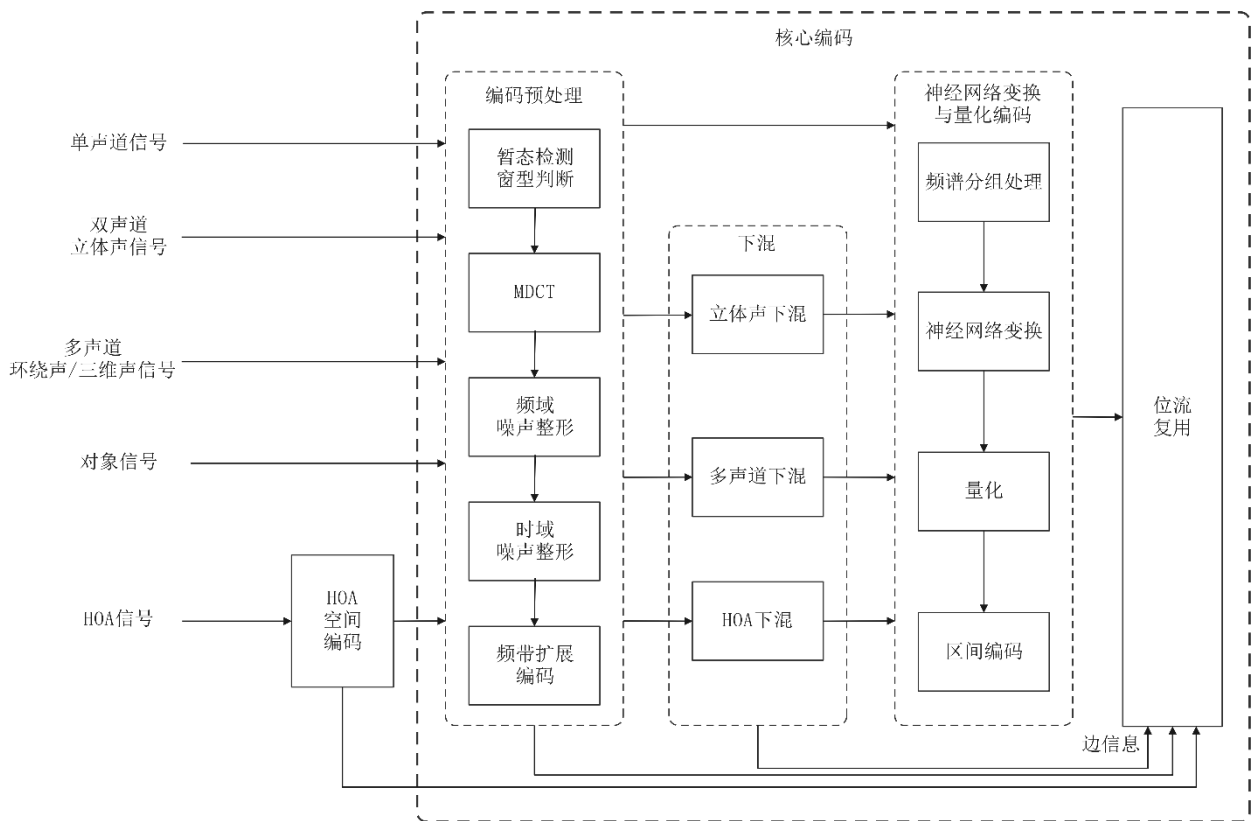 核心编码
编码预处理
神经网络变换
与量化编码
单声道信号
暂态检测
窗型判断
频谱分组处理
双声道
立体声信号
下混
MDCT
立体声下混
神经网络变换
多声道
环绕声/三维声信号
频域
噪声整形
位流
复用
对象信号
多声道下混
量化
时域
噪声整形
HOA信号
HOA
空间
编码
HOA下混
区间编码
频带扩展
编码
边信息